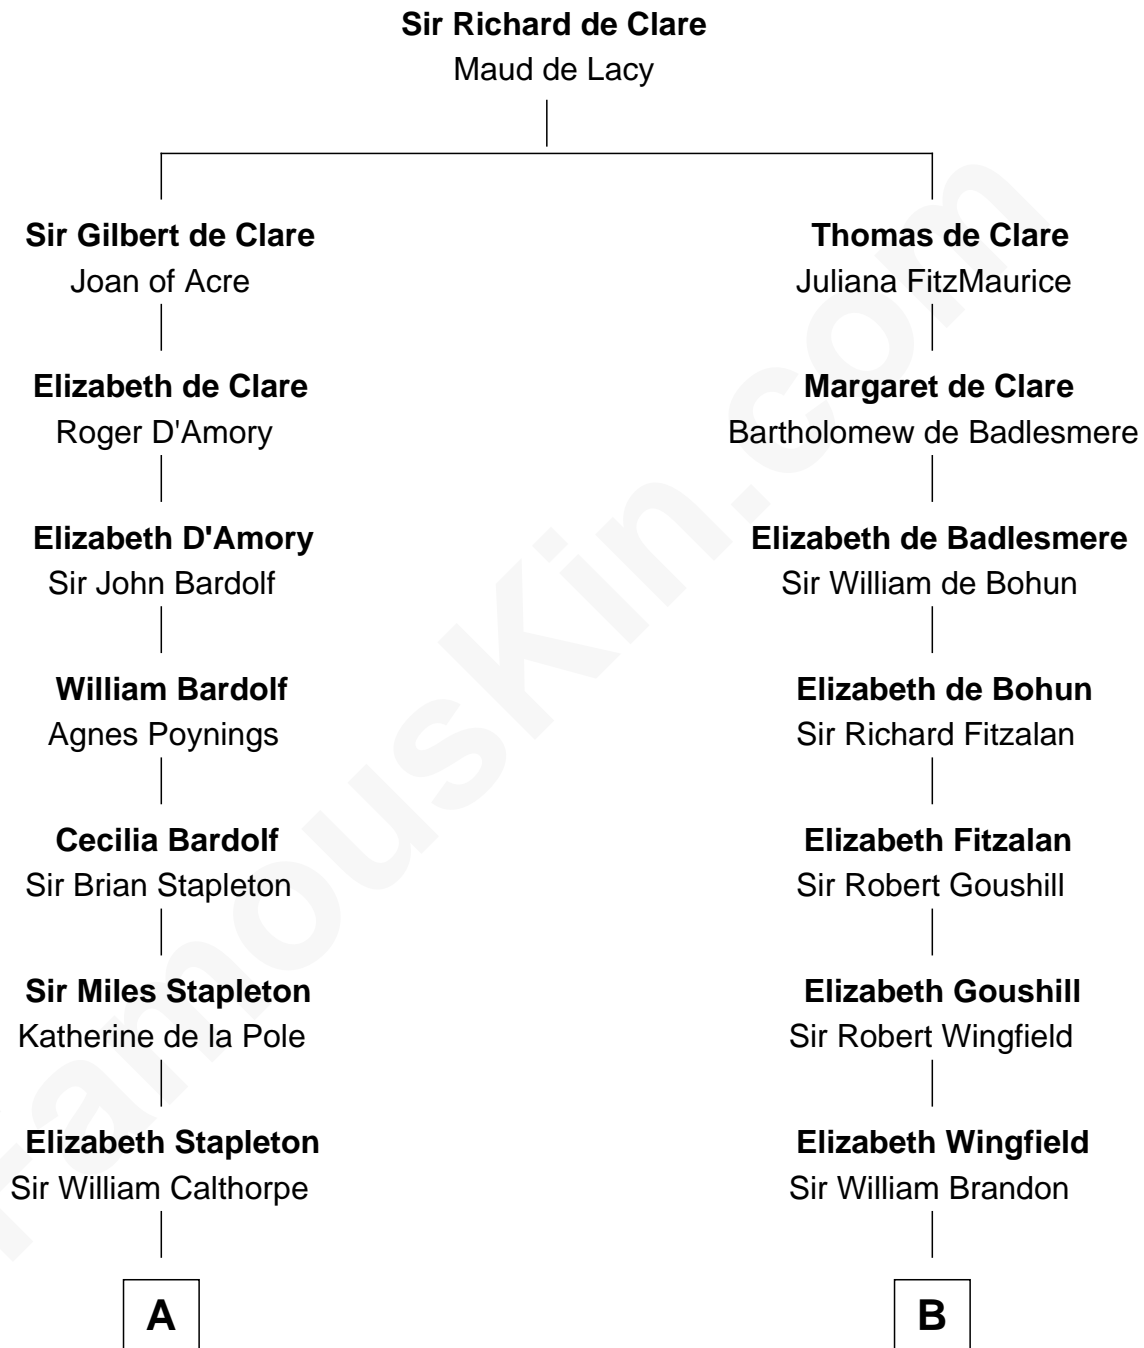 Sir Richard de Clare
Maud de Lacy
Sir Gilbert de Clare
Joan of Acre
Elizabeth de Clare
Roger D'Amory
Elizabeth D'Amory
Sir John Bardolf
William Bardolf
Agnes Poynings
Cecilia Bardolf
Sir Brian Stapleton
Sir Miles Stapleton
Katherine de la Pole
Elizabeth Stapleton
Sir William Calthorpe
A
Thomas de Clare
Juliana FitzMaurice
Margaret de Clare
Bartholomew de Badlesmere
Elizabeth de Badlesmere
Sir William de Bohun
Elizabeth de Bohun
Sir Richard Fitzalan
Elizabeth Fitzalan
Sir Robert Goushill
Elizabeth Goushill
Sir Robert Wingfield
Elizabeth Wingfield
Sir William Brandon
B
FamousKin.com